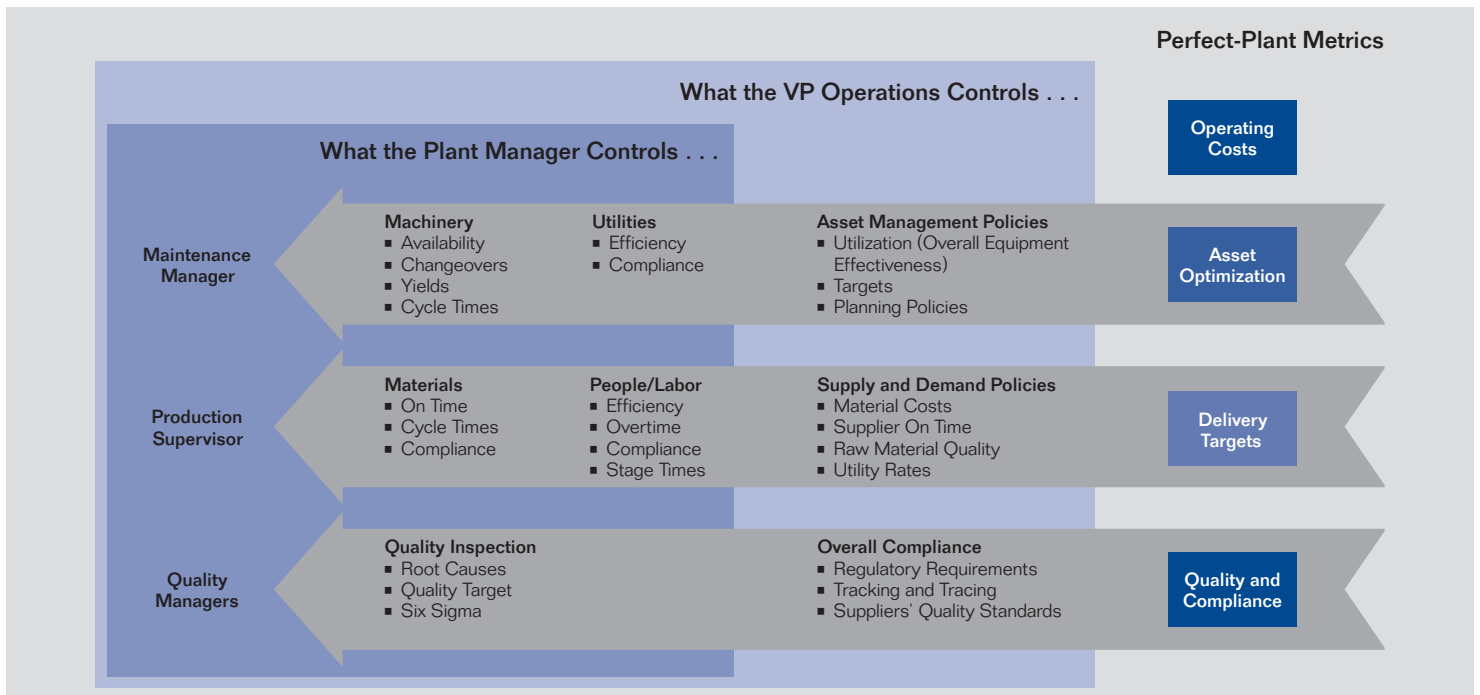 Perfect-Plant Metrics
What the VP Operations Controls . . .
Operating
Costs
What the Plant Manager Controls . . .
Maintenance
Manager
Machinery
▪ Availability
▪ Changeovers
▪ Yields
▪ Cycle Times
Utilities
▪ Efficiency
▪ Compliance
Asset Management Policies
▪ Utilization (Overall Equipment
Effectiveness)
▪ Targets
▪ Planning Policies
Asset
Optimization
Production
Supervisor
Materials
▪ On Time
▪ Cycle Times
▪ Compliance
People/Labor
▪ Efficiency
▪ Overtime
▪ Compliance
▪ Stage Times
Supply and Demand Policies
▪ Material Costs
▪ Supplier On Time
▪ Raw Material Quality
▪ Utility Rates
Delivery
Targets
Quality
Managers
Quality Inspection
▪ Root Causes
▪ Quality Target
▪ Six Sigma
Overall Compliance
▪ Regulatory Requirements
▪ Tracking and Tracing
▪ Suppliers' Quality Standards
Quality and
Compliance